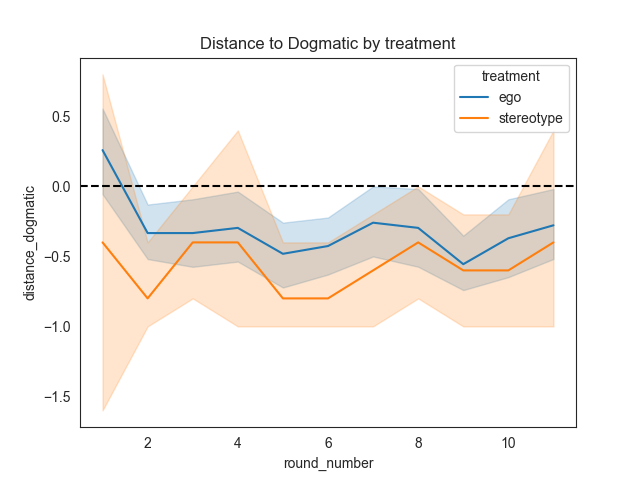 Distance to Dogmatic by treatment
treatment
ego
stereotype
distance_dogmatic
0.5
0.0
−0.5
−1.0
−1.5
2
4
6
8
10
round_number